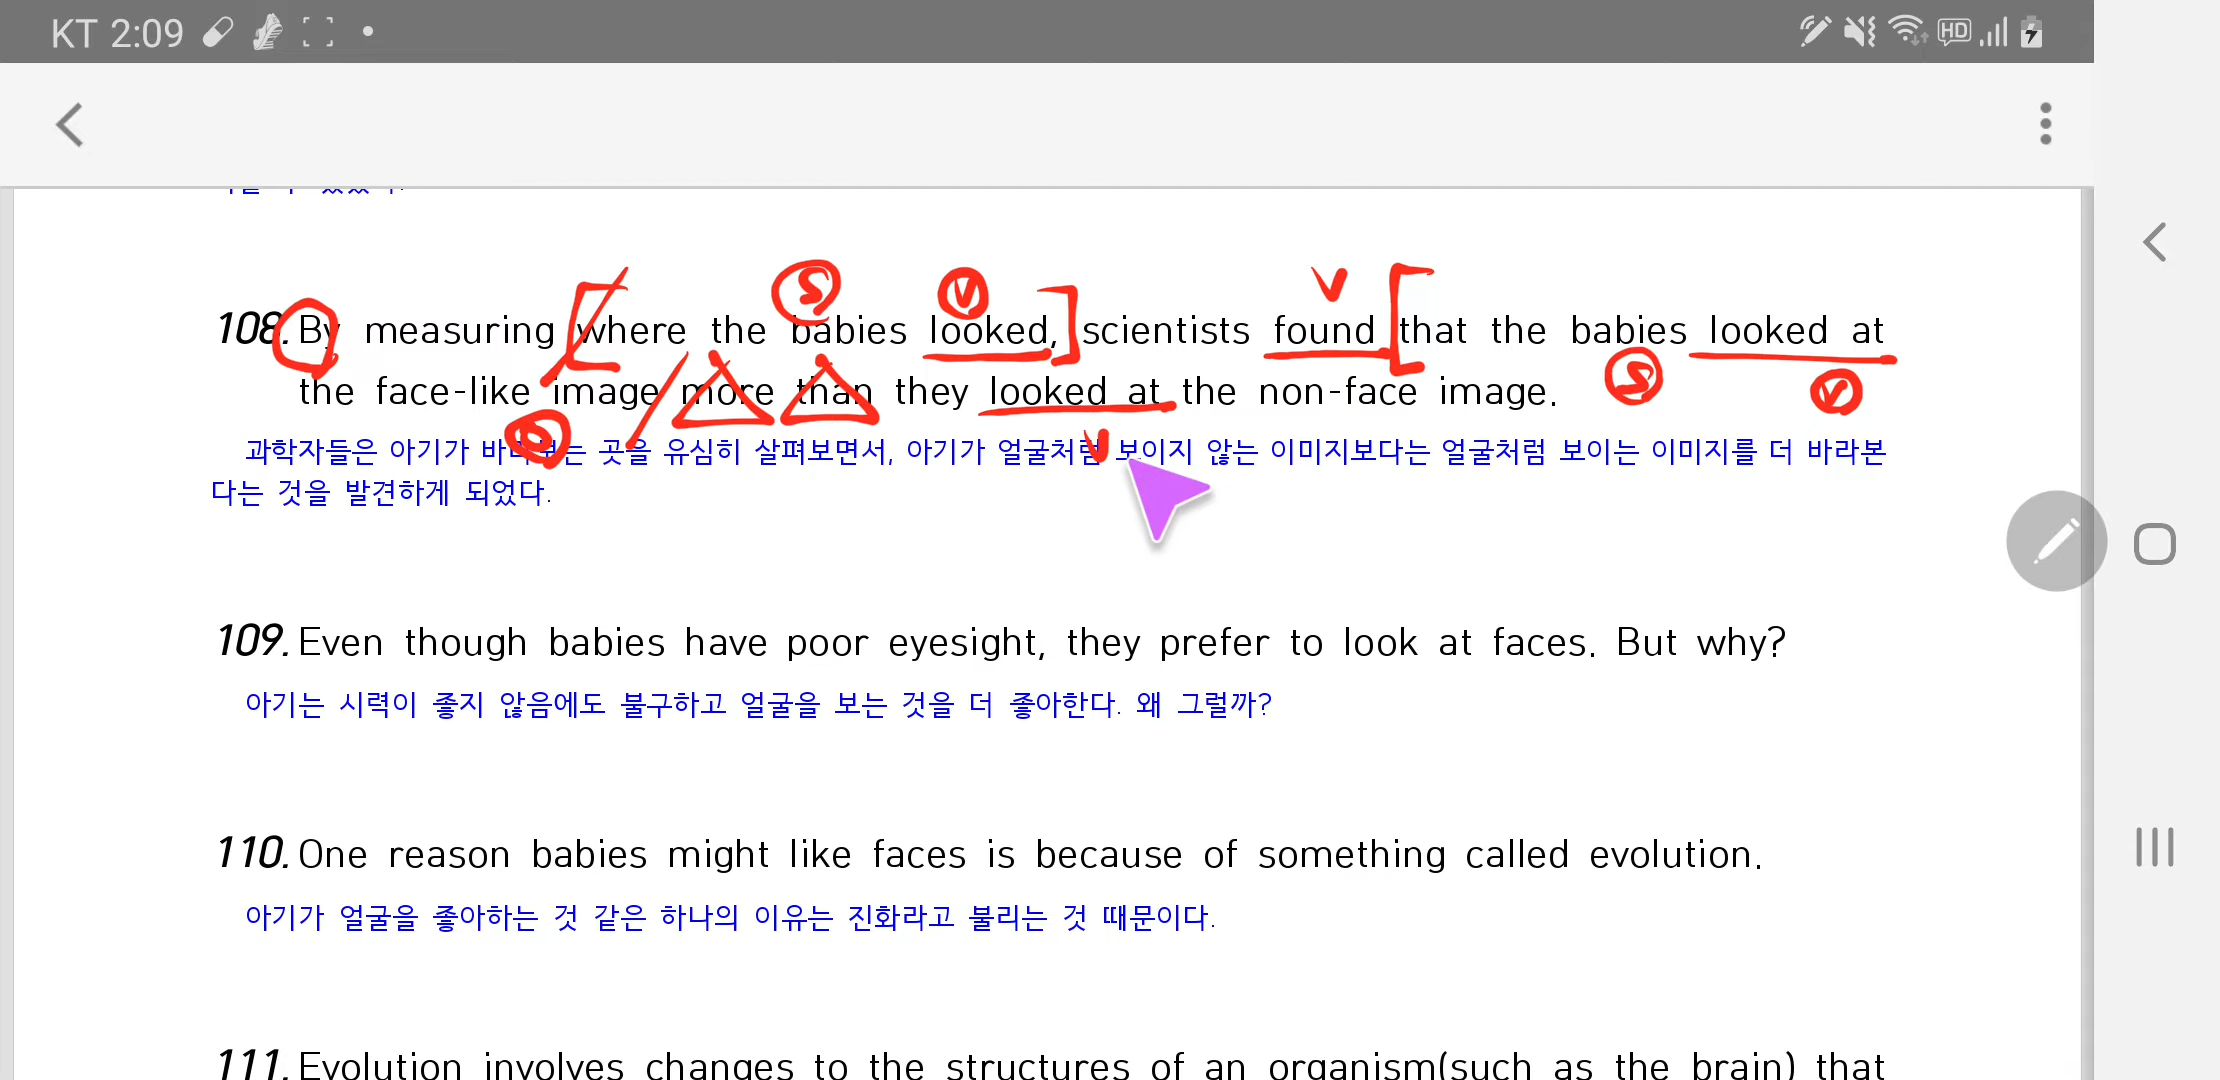 KT 2:09
HD
S V V
108. By measuring where the babies looked, scientists found that the babies looked at
S V
the face-like image more than they looked at the non-face image.
O V
과학자들은 아기가 바라보는 곳을 유심히 살펴보면서, 아기가 얼굴처럼 보이지 않는 이미지보다는 얼굴처럼 보이는 이미지를 더 바라본
다는 것을 발견하게 되었다.
109. Even though babies have poor eyesight, they prefer to look at faces. But why?
아기는 시력이 좋지 않음에도 불구하고 얼굴을 보는 것을 더 좋아한다. 왜 그럴까?
110. One reason babies might like faces is because of something called evolution.
아기가 얼굴을 좋아하는 것 같은 하나의 이유는 진화라고 불리는 것 때문이다.
111. Evolution involves changes to the structures of an organism(such as the brain) that